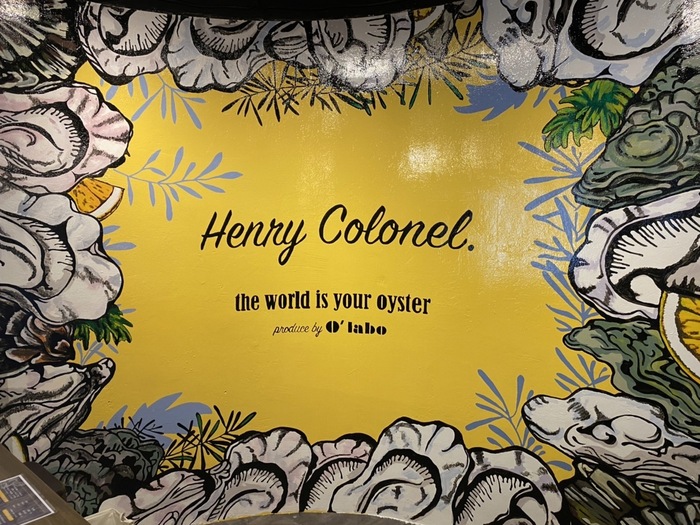 Henry Colonel.
the world is your oyster
produce by O'labo